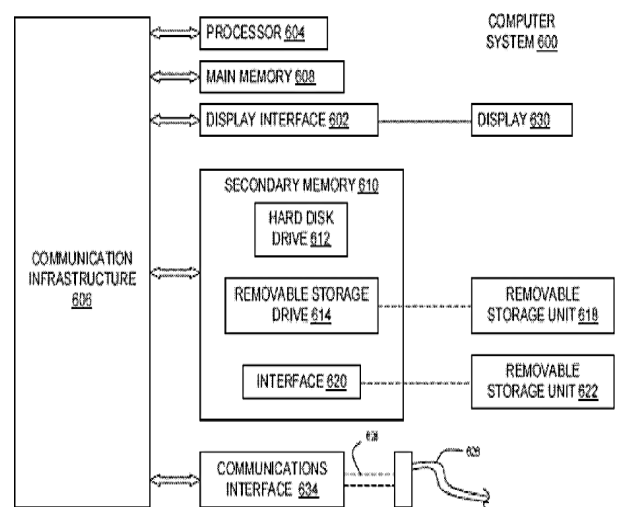 COMPUTER
SYSTEM 600
PROCESSOR 604
MAIN MEMORY 608
DISPLAY INTERFACE 602
DISPLAY 630
SECONDARY MEMORY 610
HARD DISK
DRIVE 612
COMMUNICATION
INFRASTRUCTURE
606
REMOVABLE STORAGE
DRIVE 614
REMOVABLE
STORAGE UNIT 618
INTERFACE 620
REMOVABLE
STORAGE UNIT 622
COMMUNICATIONS
INTERFACE 634
626